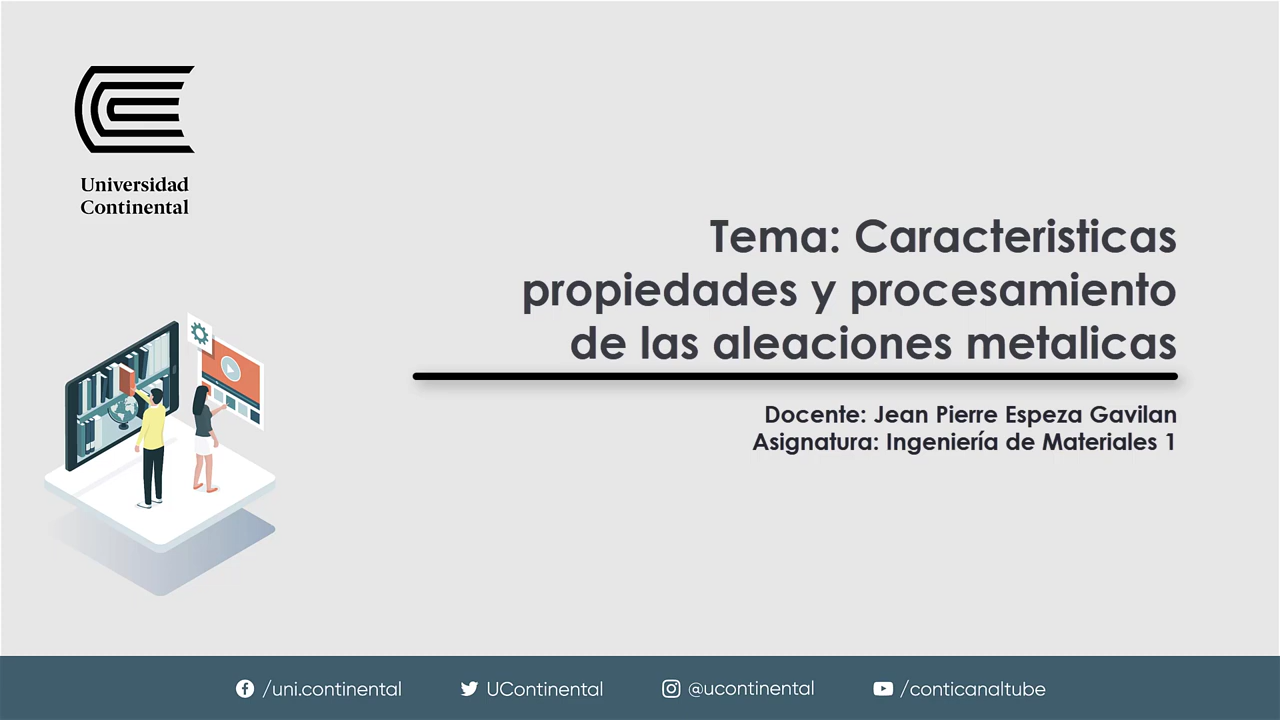 Universidad
Continental
Tema: Caracteristicas
propiedades y procesamiento
de las aleaciones metalicas
Docente: Jean Pierre Espeza Gavilan
Asignatura: Ingeniería de Materiales 1
/uni.continental UContinental @ucontinental /conticanaltube